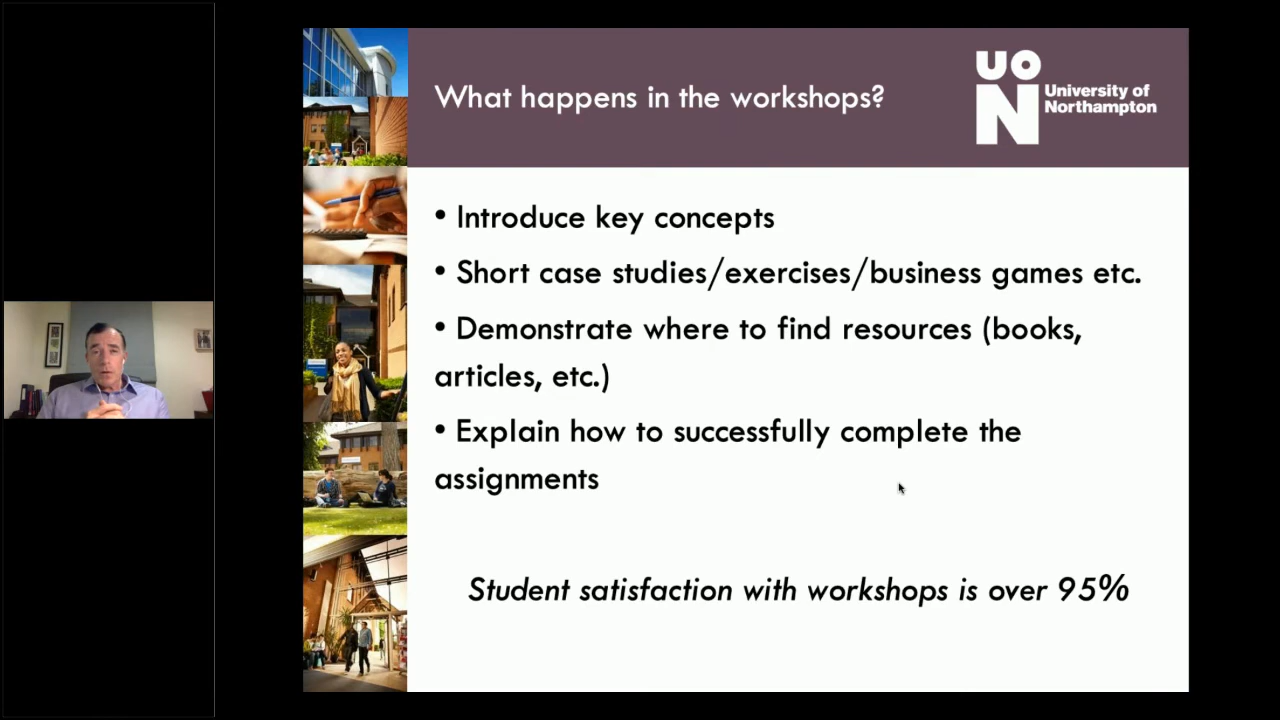 What happens in the workshops?
UON
University of
Northampton
• Introduce key concepts
• Short case studies/exercises/business games etc.
• Demonstrate where to find resources (books,
articles, etc.)
• Explain how to successfully complete the
assignments
Student satisfaction with workshops is over 95%